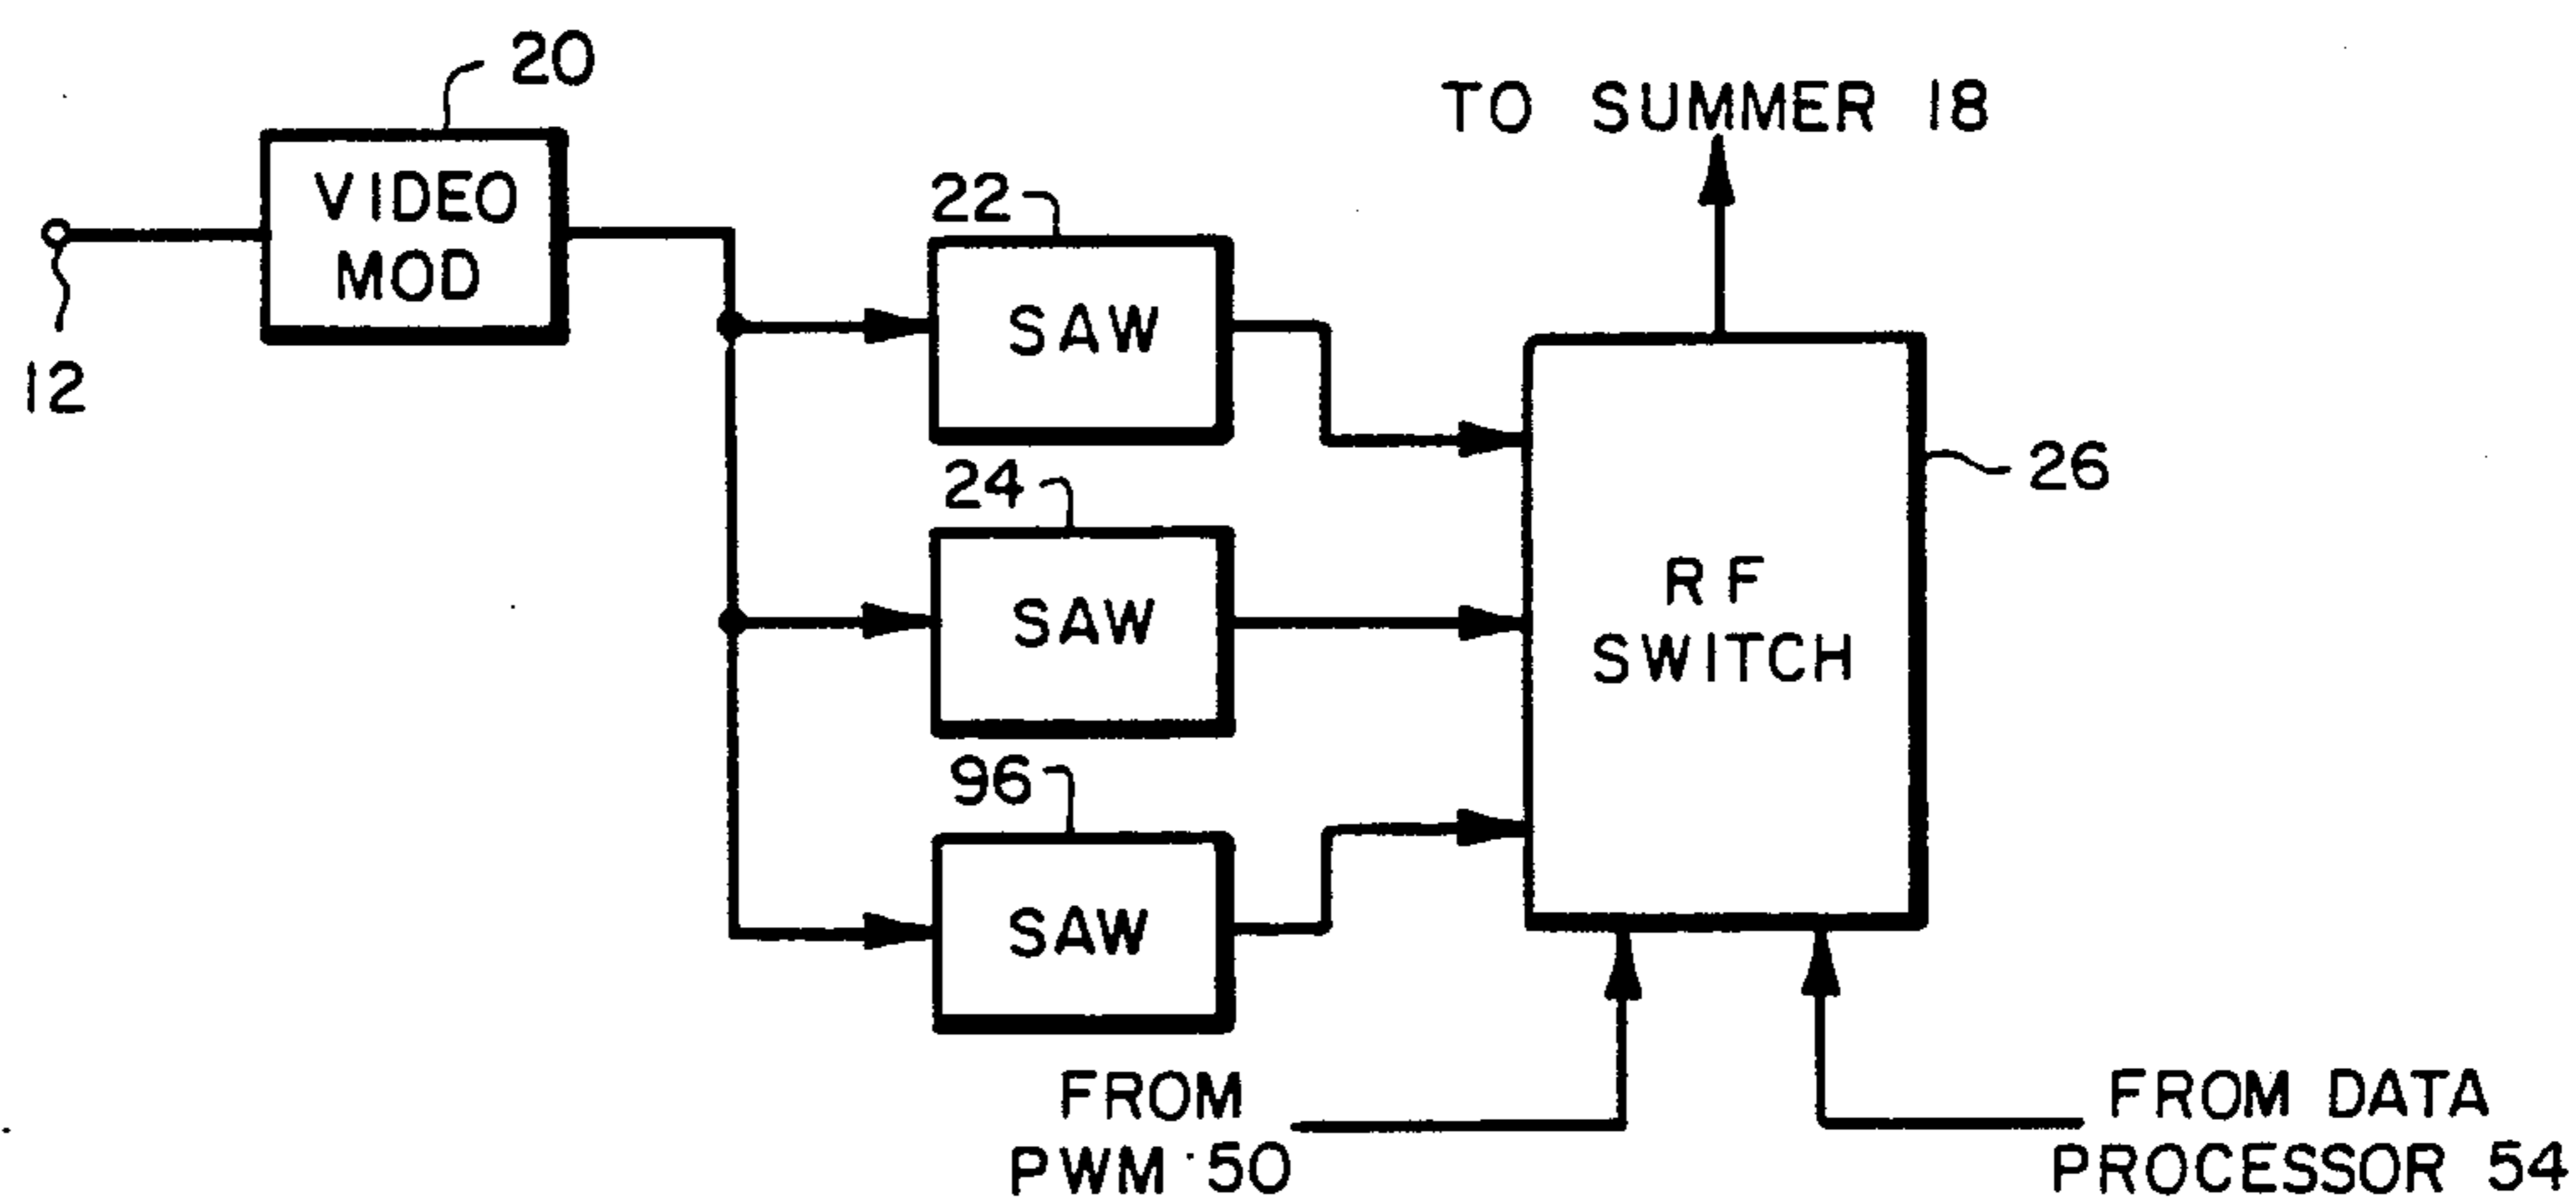 20
VIDEO
MOD
12
22
SAW
24
SAW
96
SAW
TO SUMMER 18
RF
SWITCH
26
FROM
PWM 50
FROM DATA
PROCESSOR 54